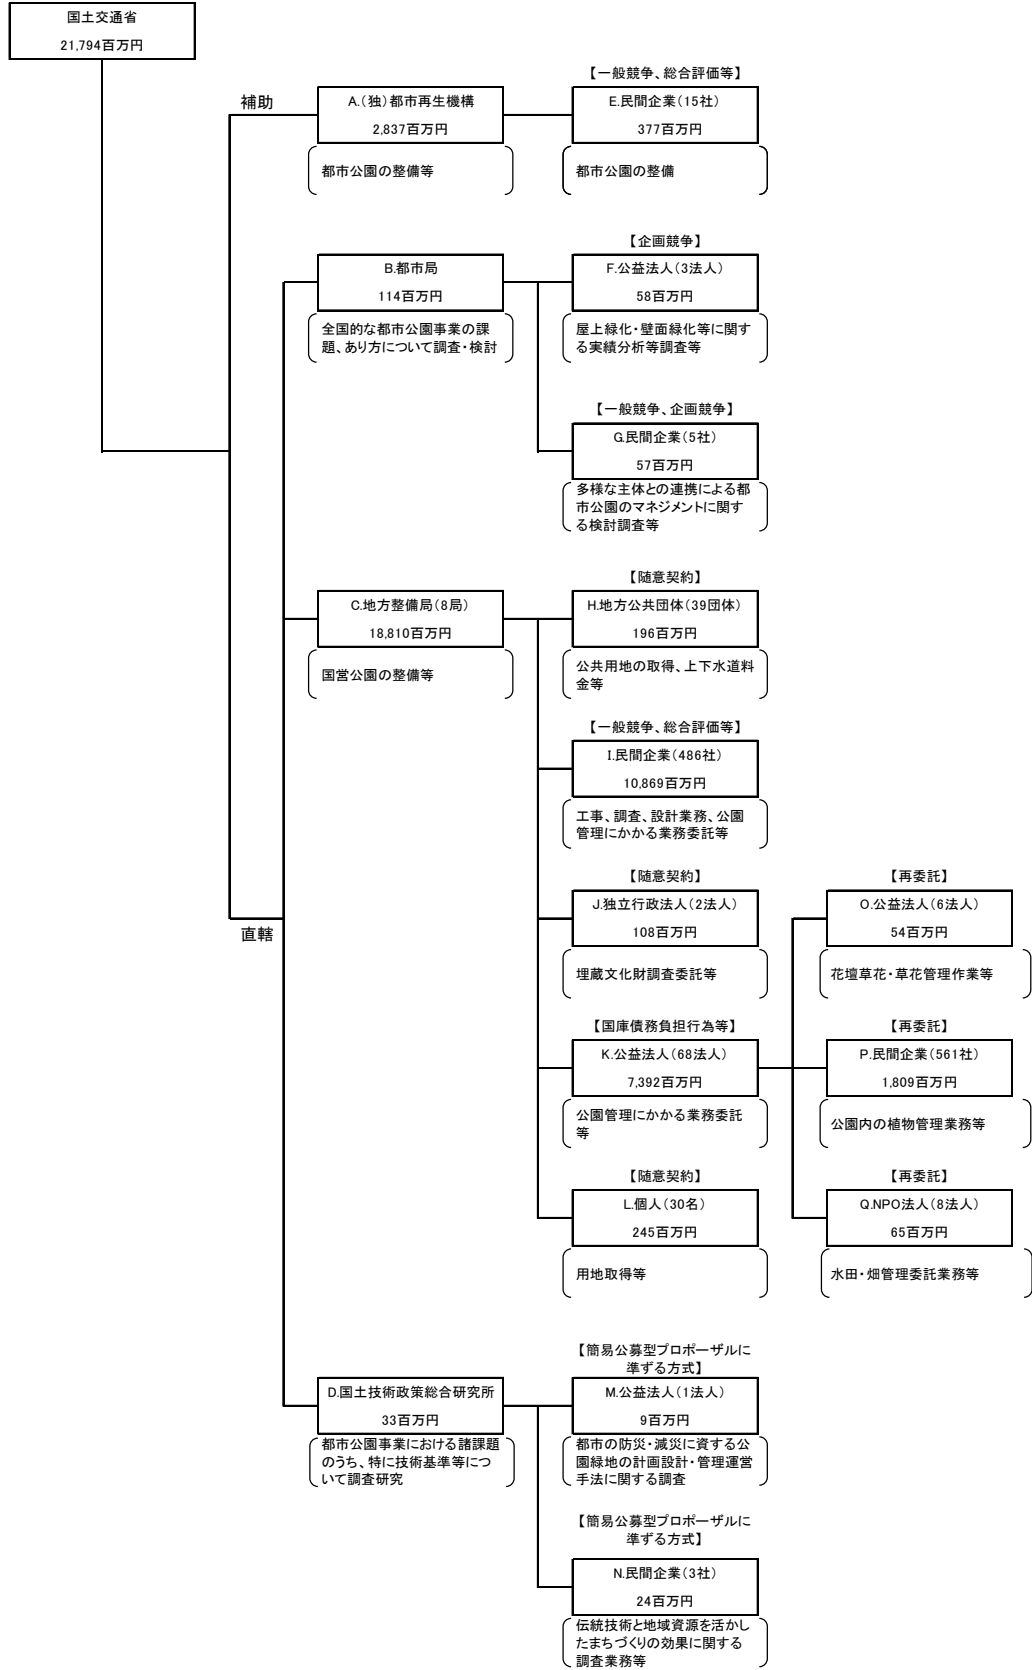 国土交通省
21,794百万円
補助
A.(独)都市再生機構
2,837百万円
都市公園の整備等
【一般競争、総合評価等】
E.民間企業(15社)
377百万円
都市公園の整備
B.都市局
114百万円
全国的な都市公園事業の課
題、あり方について調査・検討
【企画競争】
F.公益法人(3法人)
58百万円
屋上緑化・壁面緑化等に関す
る実績分析等調査等
【一般競争、企画競争】
G.民間企業(5社)
57百万円
多様な主体との連携による都
市公園のマネジメントに関す
る検討調査等
C.地方整備局(8局)
18,810百万円
国営公園の整備等
【随意契約】
H.地方公共団体(39団体)
196百万円
公共用地の取得、上下水道料
金等
【一般競争、総合評価等】
I.民間企業(486社)
10,869百万円
工事、調査、設計業務、公園
管理にかかる業務委託等
直轄
【随意契約】
J.独立行政法人(2法人)
108百万円
埋蔵文化財調査委託等
【再委託】
O.公益法人(6法人)
54百万円
花壇草花・草花管理作業等
【国庫債務負担行為等】
K.公益法人(68法人)
7,392百万円
公園管理にかかる業務委託
等
【再委託】
P.民間企業(561社)
1,809百万円
公園内の植物管理業務等
【随意契約】
L.個人(30名)
245百万円
用地取得等
【再委託】
Q.NPO法人(8法人)
65百万円
水田・畑管理委託業務等
D.国土技術政策総合研究所
33百万円
都市公園事業における諸課題
のうち、特に技術基準等につ
いて調査研究
【簡易公募型プロポーザルに
準ずる方式】
M.公益法人(1法人)
9百万円
都市の防災・減災に資する公
園緑地の計画設計・管理運営
手法に関する調査
【簡易公募型プロポーザルに
準ずる方式】
N.民間企業(3社)
24百万円
伝統技術と地域資源を活かし
たまちづくりの効果に関する
調査業務等